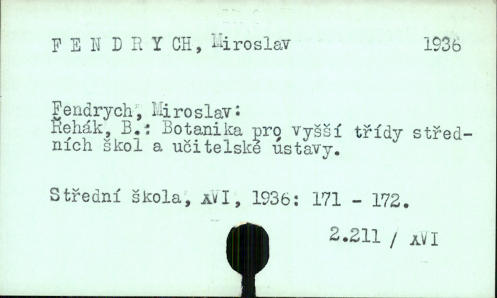 F E N D R Y CH, Miroslav 1936
Fendrych, Miroslav:
Řehák, B.: Botanika pro vyšší třídy střed-
ních škol a učitelské ústavy.
Střední škola, XVI, 1936: 171 - 172.
2.211 / XVI